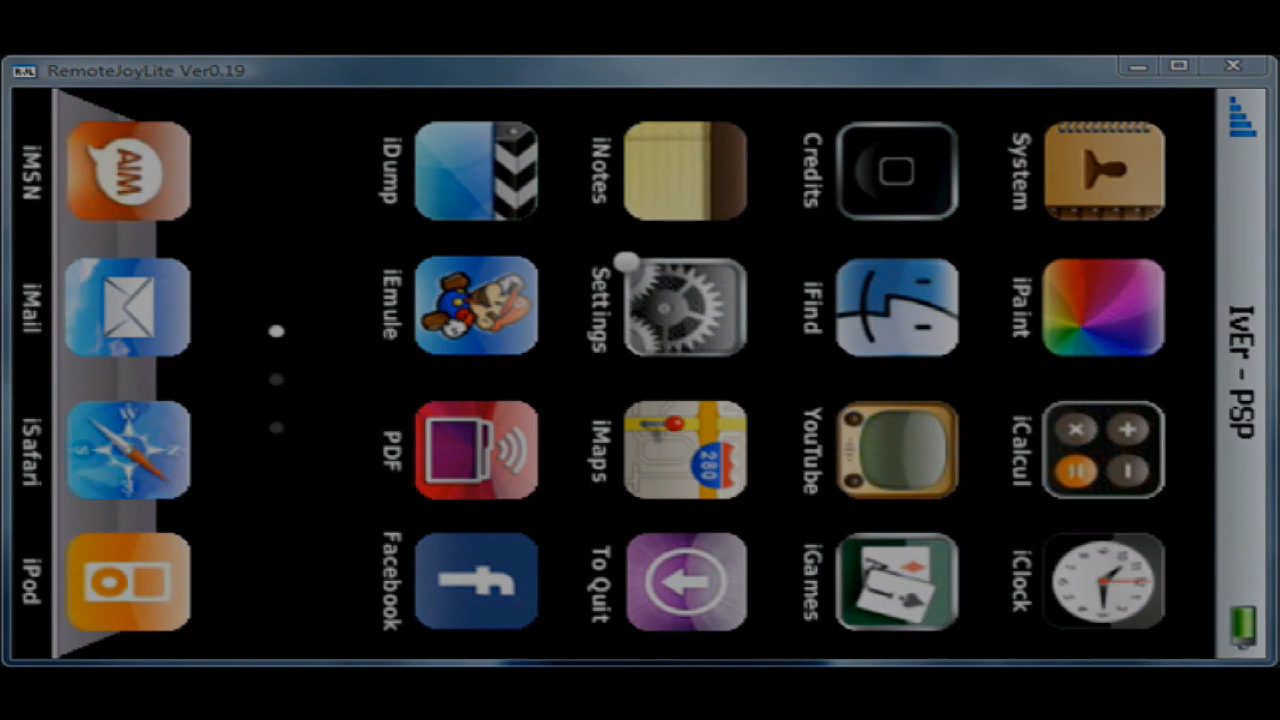 RJL RemoteJoyLite Ver0.19
IvEr - PSP
System iPaint iCalcul iClock
Credits iFind YouTube iGames
280
iNotes Settings iMaps To Quit
iDump iEmule PDF Facebook
AIM
iMSN iMail iSafari iPod